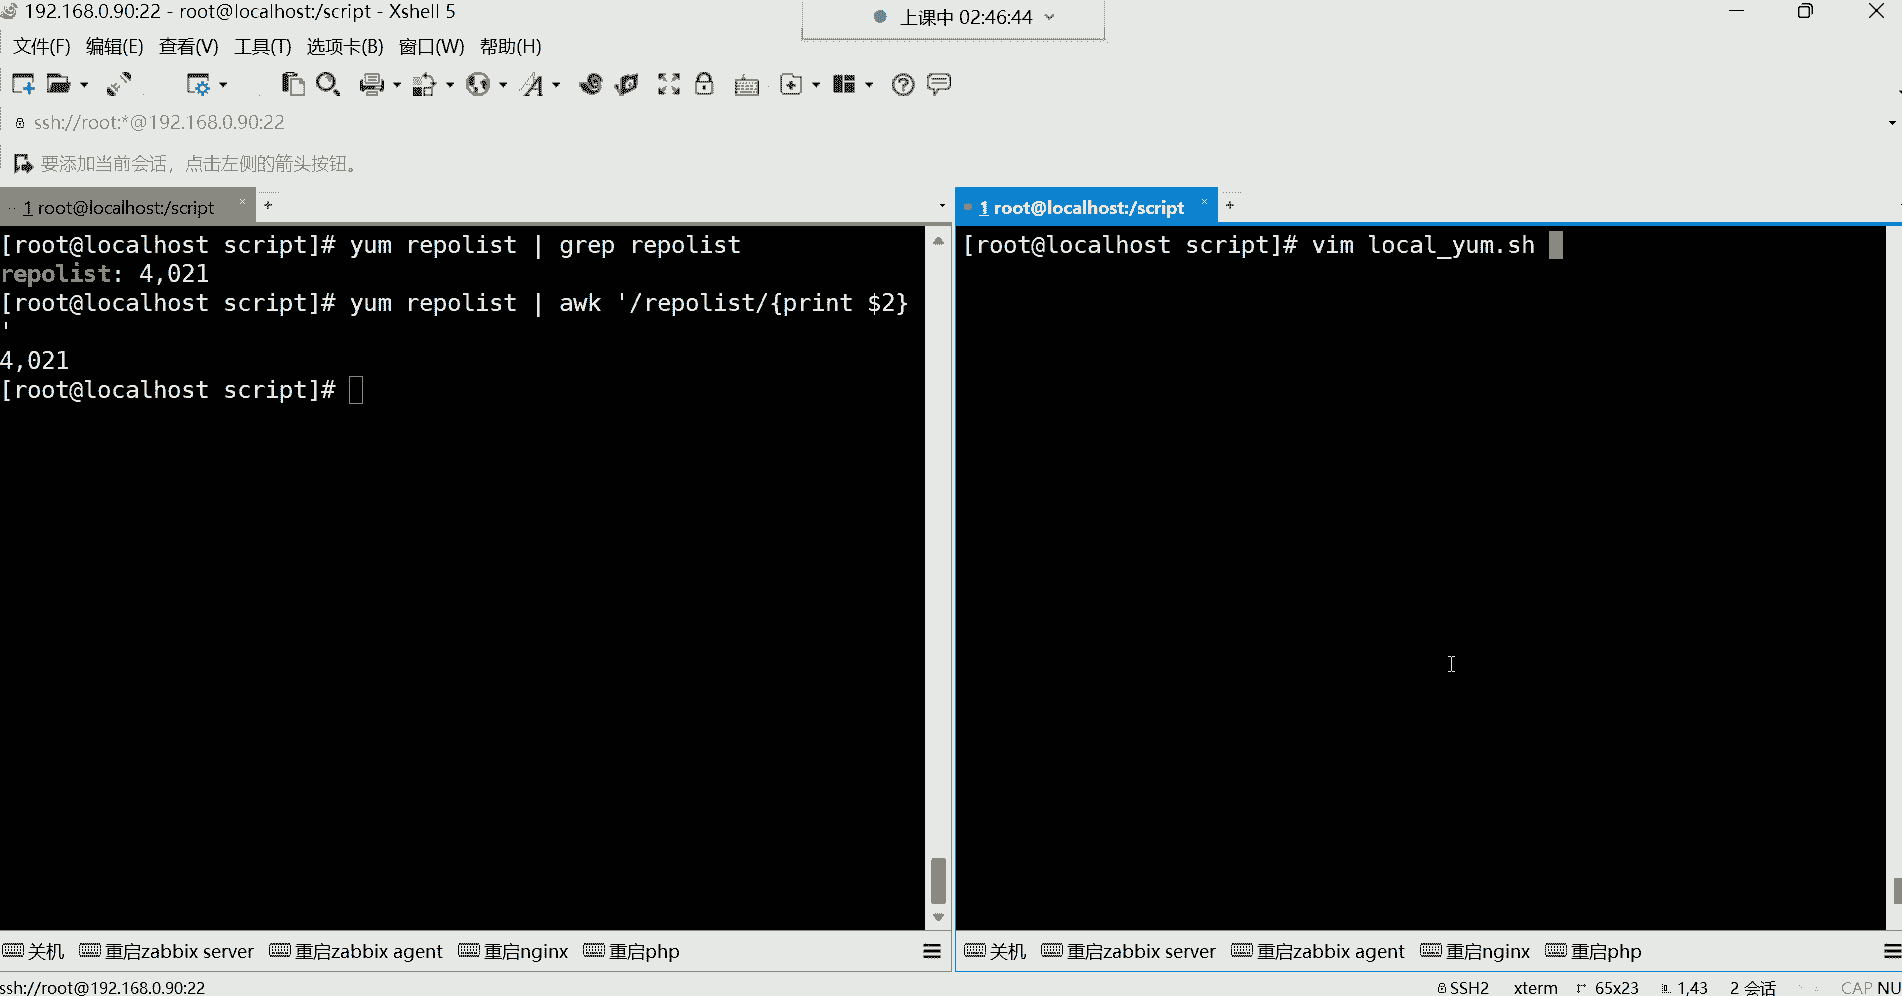 192.168.0.90:22 - root@localhost:/script - Xshell 5
上课中 02:46:44
文件(F) 编辑(E) 查看(V) 工具(T) 选项卡(B) 窗口(W) 帮助(H)
ssh://root:*@192.168.0.90:22
要添加当前会话，点击左侧的箭头按钮。
1 root@localhost:/script × +
[root@localhost script]# yum repolist | grep repolist
repolist: 4,021
[root@localhost script]# yum repolist | awk '/repolist/{print $2}
'
4,021
[root@localhost script]#
关机 重启zabbix server 重启zabbix agent 重启nginx 重启php
1 root@localhost:/script × +
[root@localhost script]# vim local_yum.sh
关机 重启zabbix server 重启zabbix agent 重启nginx 重启php
ssh://root@192.168.0.90:22
SSH2 xterm 65x23 1,43 2 会话 CAP NU